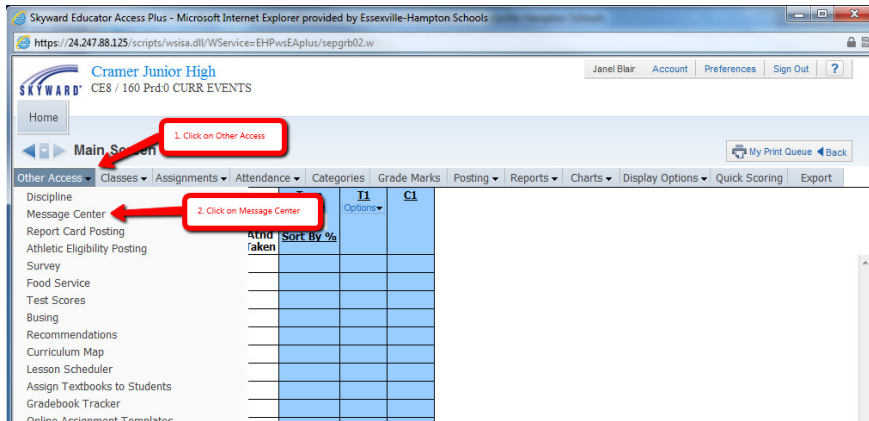 Skyward Educator Access Plus - Microsoft Internet Explorer provided by Essexville-Hampton Schools
https://24.247.88.125/scripts/wsisa.dll/WService=EHPwsEAplus/sepgrb02.w
Cramer Junior High
Janel Blair Account Preferences Sign Out ?
SKYWARD CE8 / 160 Prd:0 CURR EVENTS
Home
1. Click on Other Access
Main Screen
My Print Queue Back
Other Access Classes Assignments Attendance Categories Grade Marks Posting Reports Charts Display Options Quick Scoring Export
Discipline
T1 C1
Message Center
2. Click on Message Center
Options
Report Card Posting
Atnd Sort By %
Athletic Eligibility Posting
Taken
Survey
Food Service
Test Scores
Busing
Recommendations
Curriculum Map
Lesson Scheduler
Assign Textbooks to Students
Gradebook Tracker
Online Assignment Templates